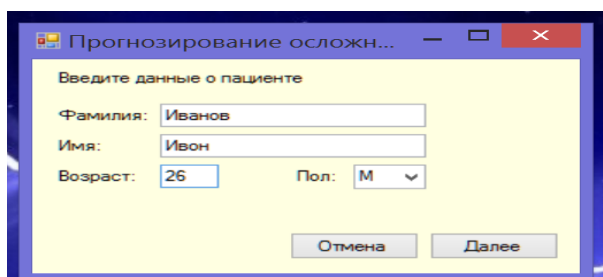 Прогнозирование осложн...
Введите данные о пациенте
Фамилия: Иванов
Имя: Ивон
Возраст: 26 Пол: М
Отмена Далее